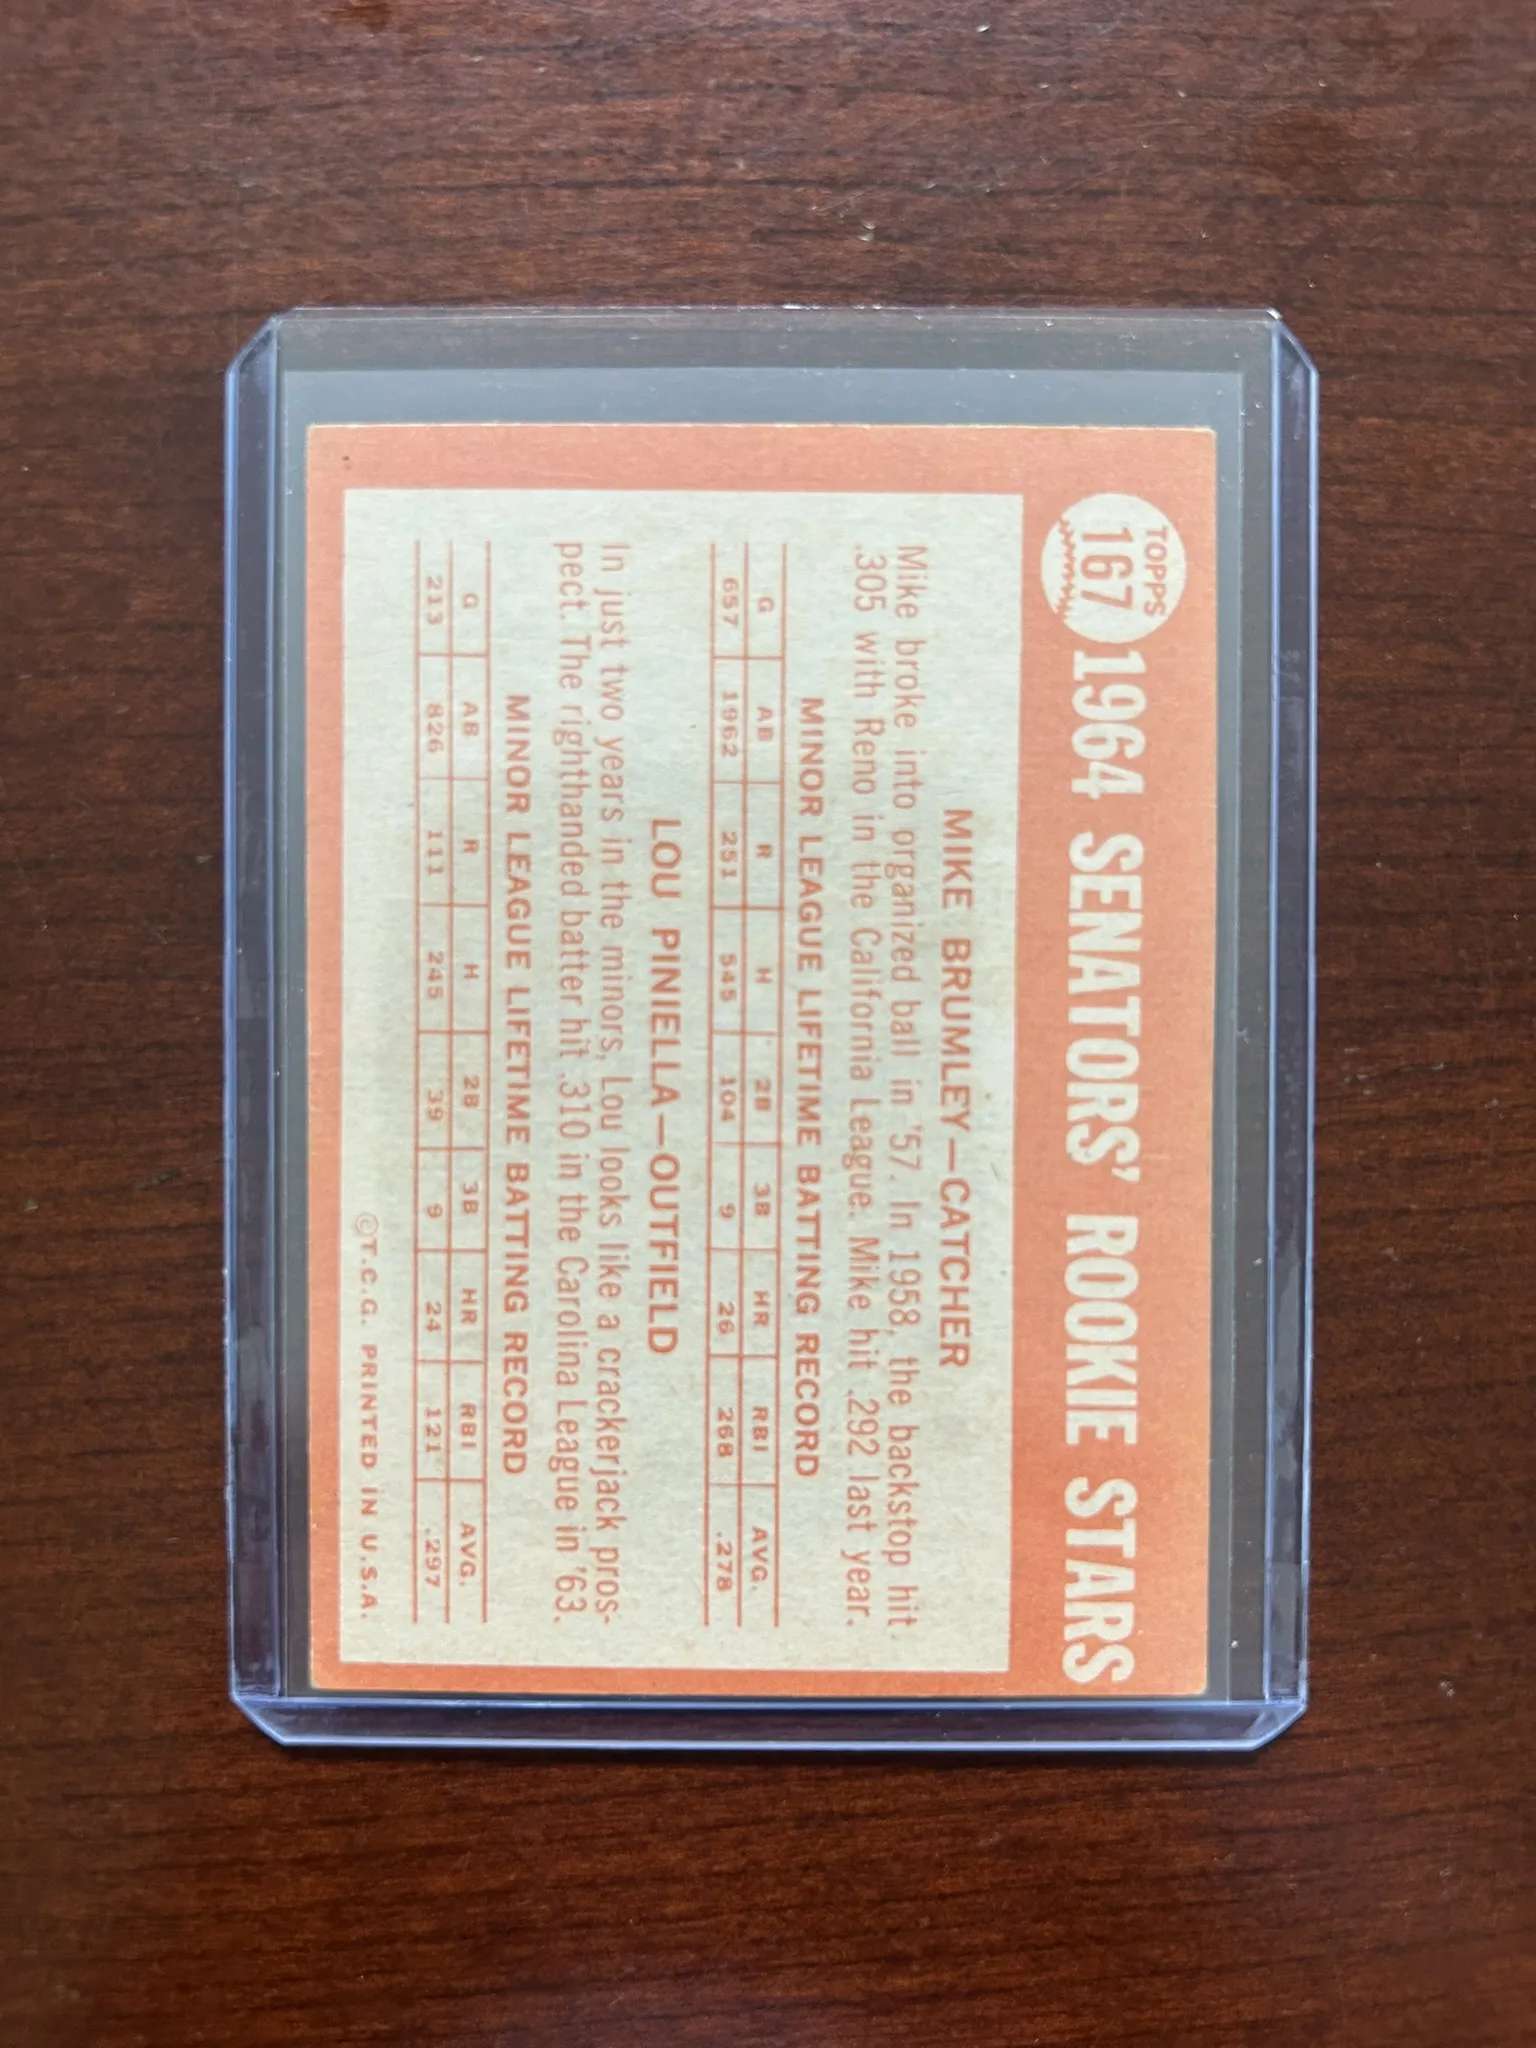 TOPPS
167
1964 SENATORS' ROOKIE STARS
MIKE BRUMLEY—CATCHER
Mike broke into organized ball in '57. In 1958, the backstop hit
.305 with Reno in the California League. Mike hit .292 last year.
MINOR LEAGUE LIFETIME BATTING RECORD
G AB R H 2B 3B HR RBI AVG.
657 1962 251 545 104 9 26 268 .278
LOU PINIELLA—OUTFIELD
In just two years in the minors, Lou looks like a crackerjack pros-
pect. The righthanded batter hit .310 in the Carolina League in '63.
MINOR LEAGUE LIFETIME BATTING RECORD
G AB R H 2B 3B HR RBI AVG.
213 826 111 245 39 9 24 121 .297
©T.C.G. PRINTED IN U.S.A.